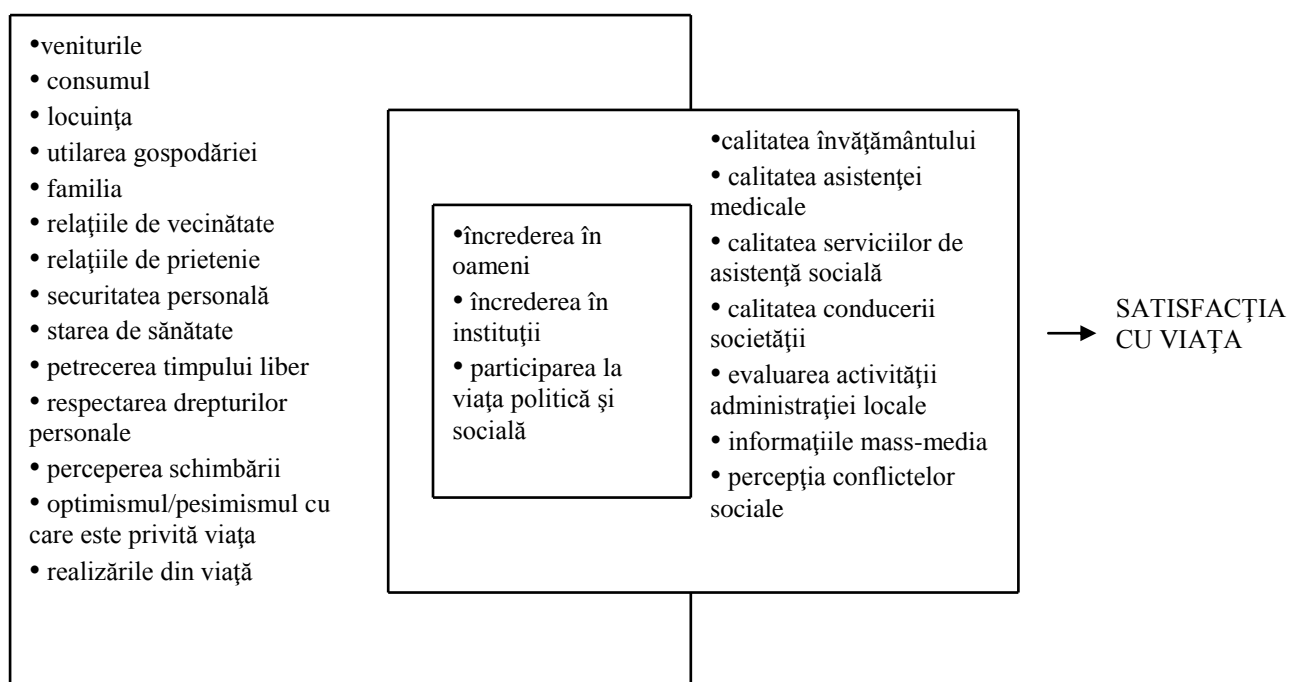 •veniturile
• consumul
• locuinţa
• utilarea gospodăriei
• familia
• relaţiile de vecinătate
• relaţiile de prietenie
• securitatea personală
• starea de sănătate
• petrecerea timpului liber
• respectarea drepturilor
personale
• perceperea schimbării
• optimismul/pesimismul cu
care este privită viaţa
• realizările din viaţă
•încrederea în
oameni
• încrederea în
instituţii
• participarea la
viaţa politică şi
socială
•calitatea învăţământului
• calitatea asistenţei
medicale
• calitatea serviciilor de
asistenţă socială
• calitatea conducerii
societăţii
• evaluarea activităţii
administraţiei locale
• informaţiile mass-media
• percepţia conflictelor
sociale
SATISFACŢIA
CU VIAŢA